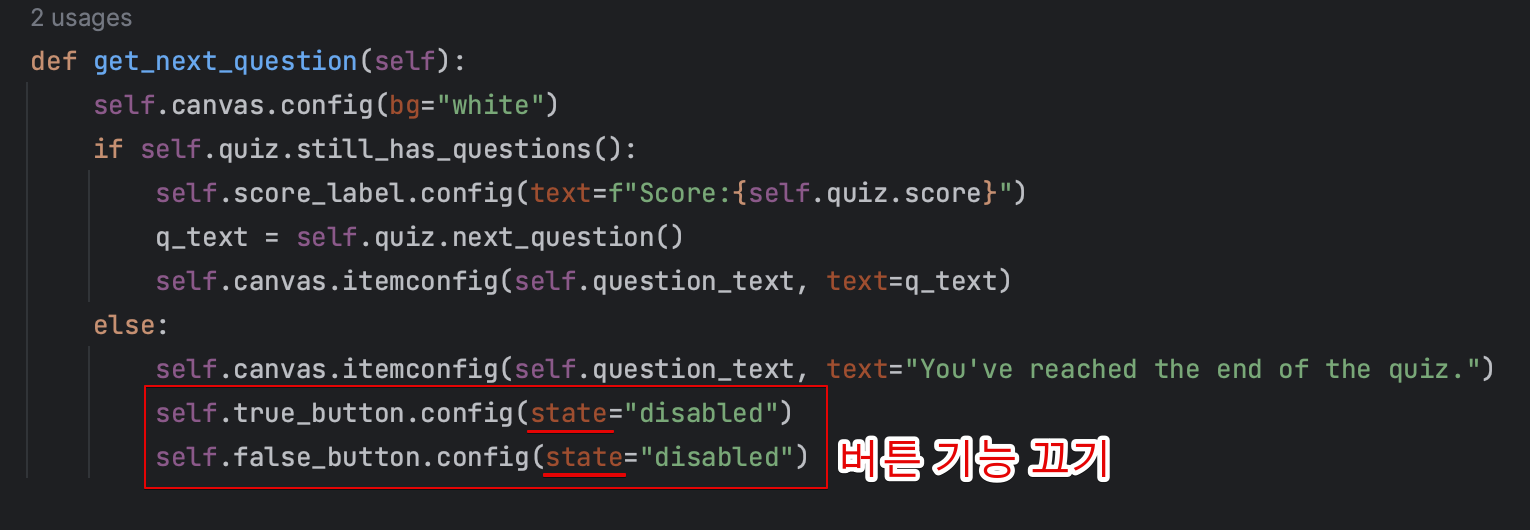 2 usages
def get_next_question(self):
    self.canvas.config(bg="white")
    if self.quiz.still_has_questions():
        self.score_label.config(text=f"Score:{self.quiz.score}")
        q_text = self.quiz.next_question()
        self.canvas.itemconfig(self.question_text, text=q_text)
    else:
        self.canvas.itemconfig(self.question_text, text="You've reached the end of the quiz.")
        self.true_button.config(state="disabled")
        self.false_button.config(state="disabled")
버튼 기능 끄기